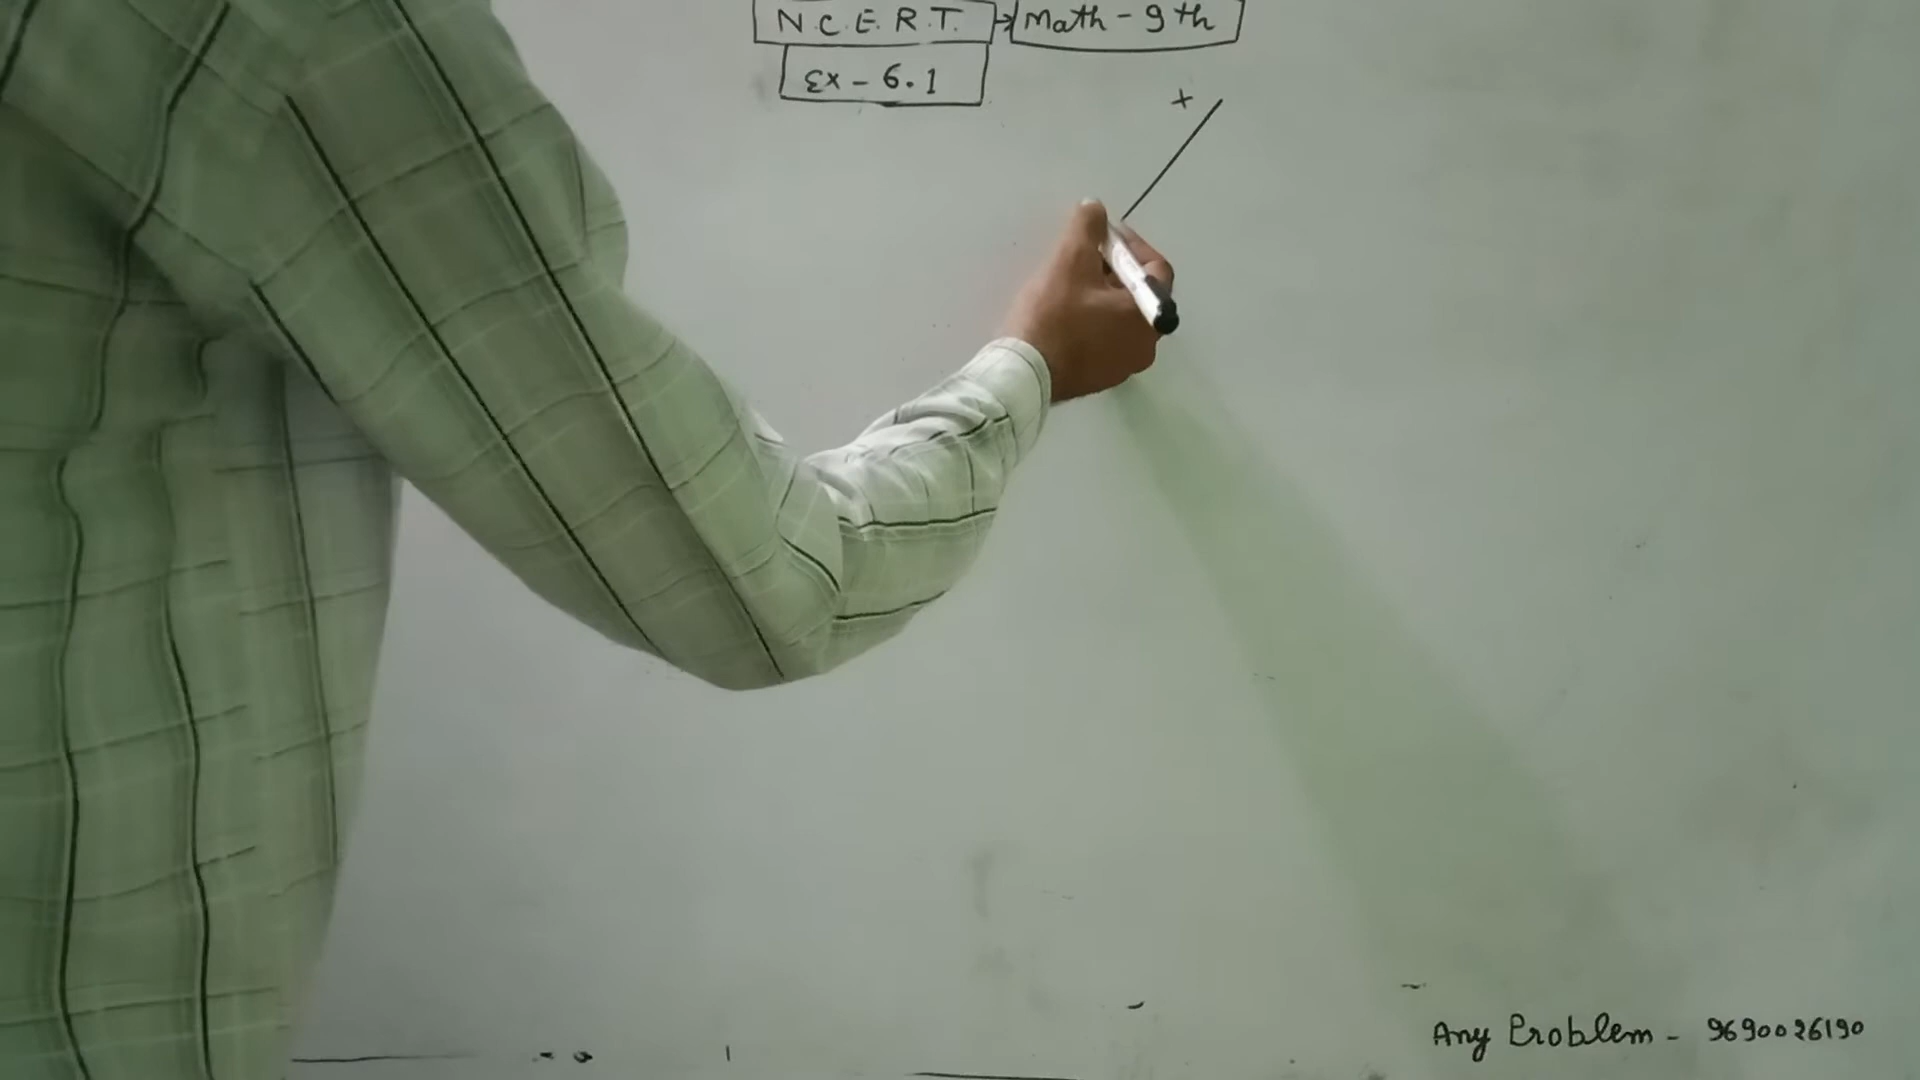 N.C.E.R.T. → Math - 9th
Ex - 6.1
x
Any Problem - 9690026190